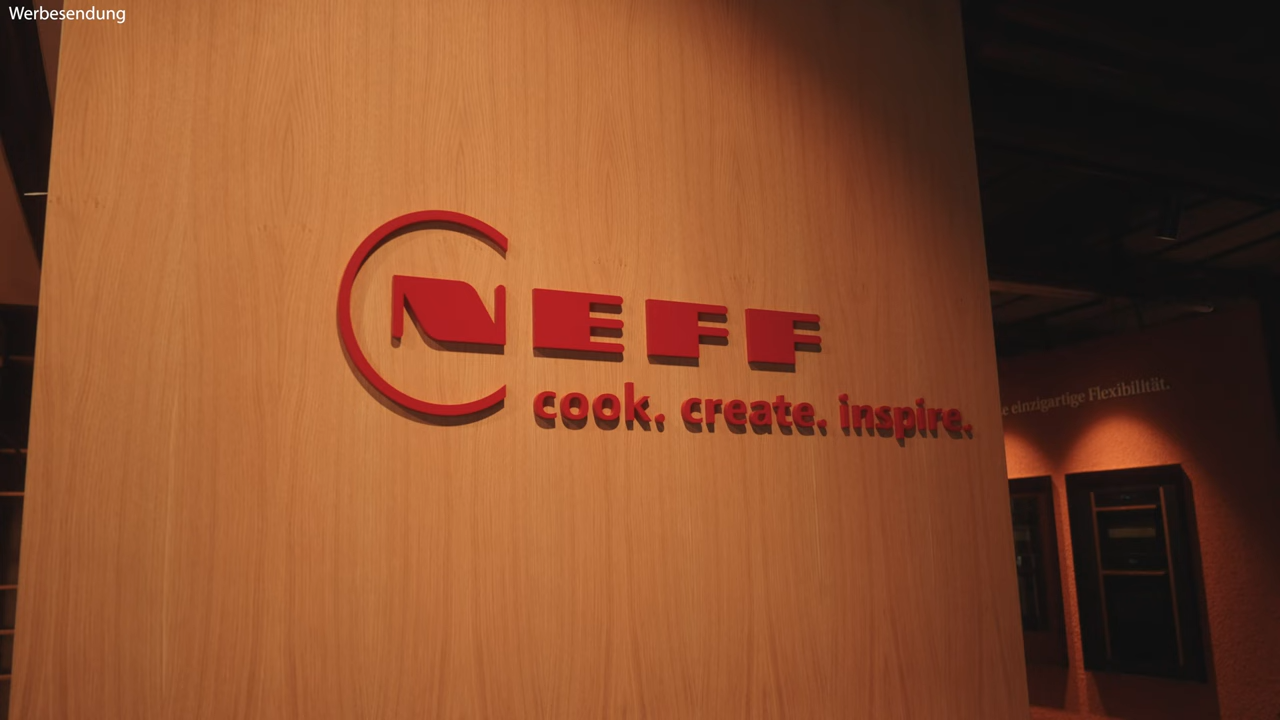 Werbesendung
NEFF
cook. create. inspire.
einzigartige Flexibilität.